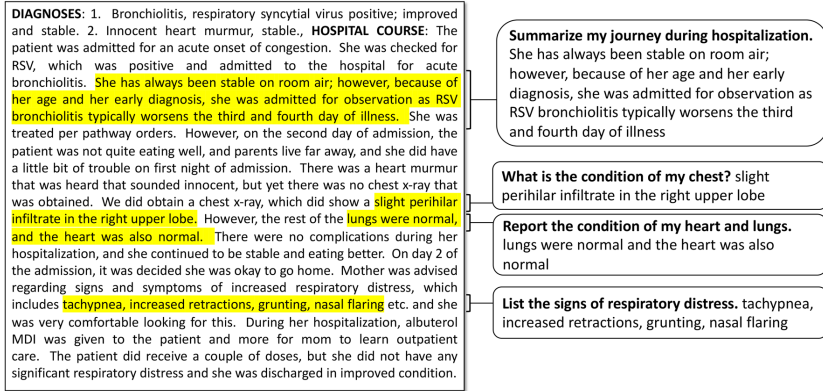 DIAGNOSES: 1. Bronchiolitis, respiratory syncytial virus positive; improved
and stable. 2. Innocent heart murmur, stable., HOSPITAL COURSE: The
patient was admitted for an acute onset of congestion. She was checked for
RSV, which was positive and admitted to the hospital for acute
bronchiolitis. She has always been stable on room air; however, because of
her age and her early diagnosis, she was admitted for observation as RSV
bronchiolitis typically worsens the third and fourth day of illness. She was
treated per pathway orders. However, on the second day of admission, the
patient was not quite eating well, and parents live far away, and she did have
a little bit of trouble on first night of admission. There was a heart murmur
that was heard that sounded innocent, but yet there was no chest x-ray that
was obtained. We did obtain a chest x-ray, which did show a slight perihilar
infiltrate in the right upper lobe. However, the rest of the lungs were normal,
and the heart was also normal. There were no complications during her
hospitalization, and she continued to be stable and eating better. On day 2 of
the admission, it was decided she was okay to go home. Mother was advised
regarding signs and symptoms of increased respiratory distress, which
includes tachypnea, increased retractions, grunting, nasal flaring etc. and she
was very comfortable looking for this. During her hospitalization, albuterol
MDI was given to the patient and more for mom to learn outpatient
care. The patient did receive a couple of doses, but she did not have any
significant respiratory distress and she was discharged in improved condition.
Summarize my journey during hospitalization.
She has always been stable on room air;
however, because of her age and her early
diagnosis, she was admitted for observation as
RSV bronchiolitis typically worsens the third
and fourth day of illness
What is the condition of my chest? slight
perihilar infiltrate in the right upper lobe
Report the condition of my heart and lungs.
lungs were normal and the heart was also
normal
List the signs of respiratory distress. tachypnea,
increased retractions, grunting, nasal flaring